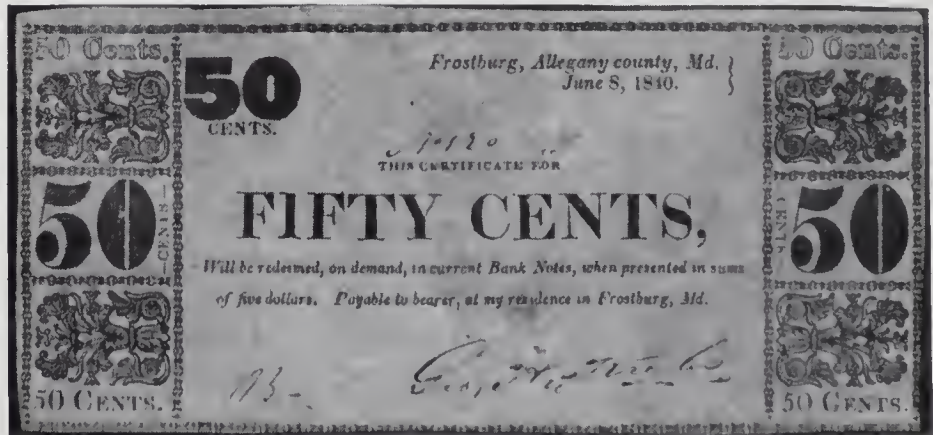 50 Cents.
50 Cents.
50
CENTS.
Frostburg, Allegany county, Md.
June 8, 1840.
THIS CERTIFICATE FOR
50
CENTS
FIFTY CENTS,
50
CENTS
Will be redeemed, on demand, in current Bank Notes, when presented in sums
of five dollars. Payable to bearer, at my residence in Frostburg, Md.
50 CENTS.
50 CENTS.